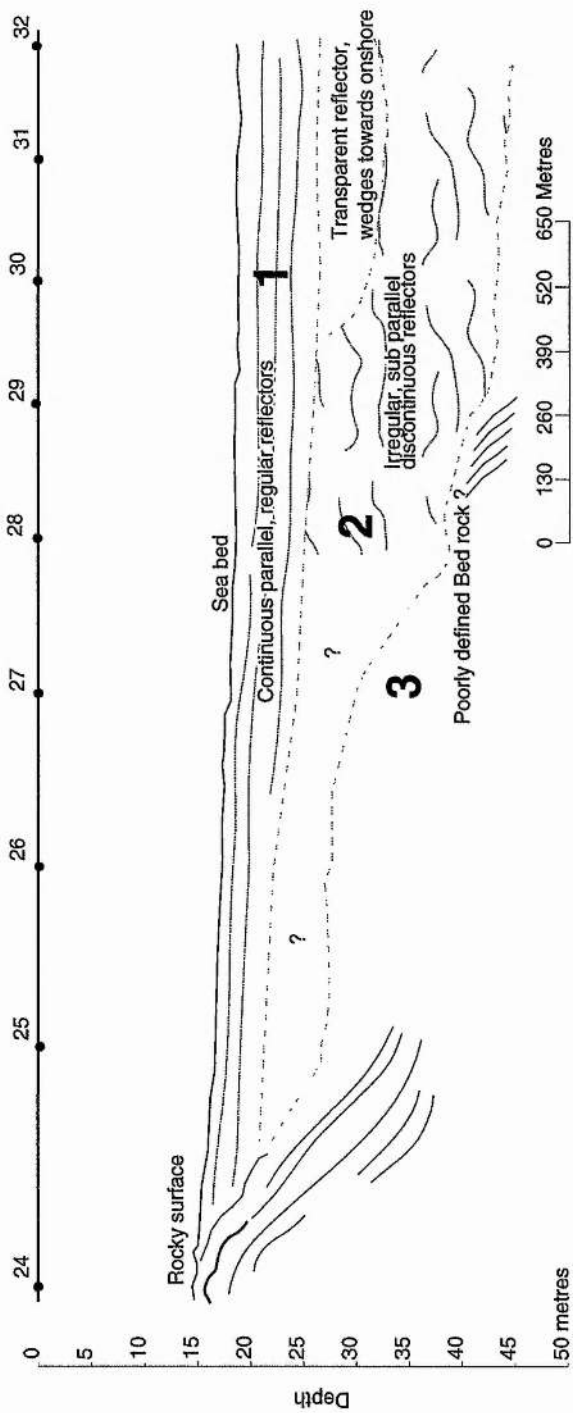 24 25 26 27 28 29 30 31 32
0
5
10
15
20
25
30
35
40
45
50 metres
Depth
Rocky surface
Sea bed
1
Continuous parallel, regular reflectors
Transparent reflector,
wedges towards onshore
?
?
2
Irregular, sub parallel
discontinuous reflectors
3
Poorly defined Bed rock ?
0 130 260 390 520 650 Metres